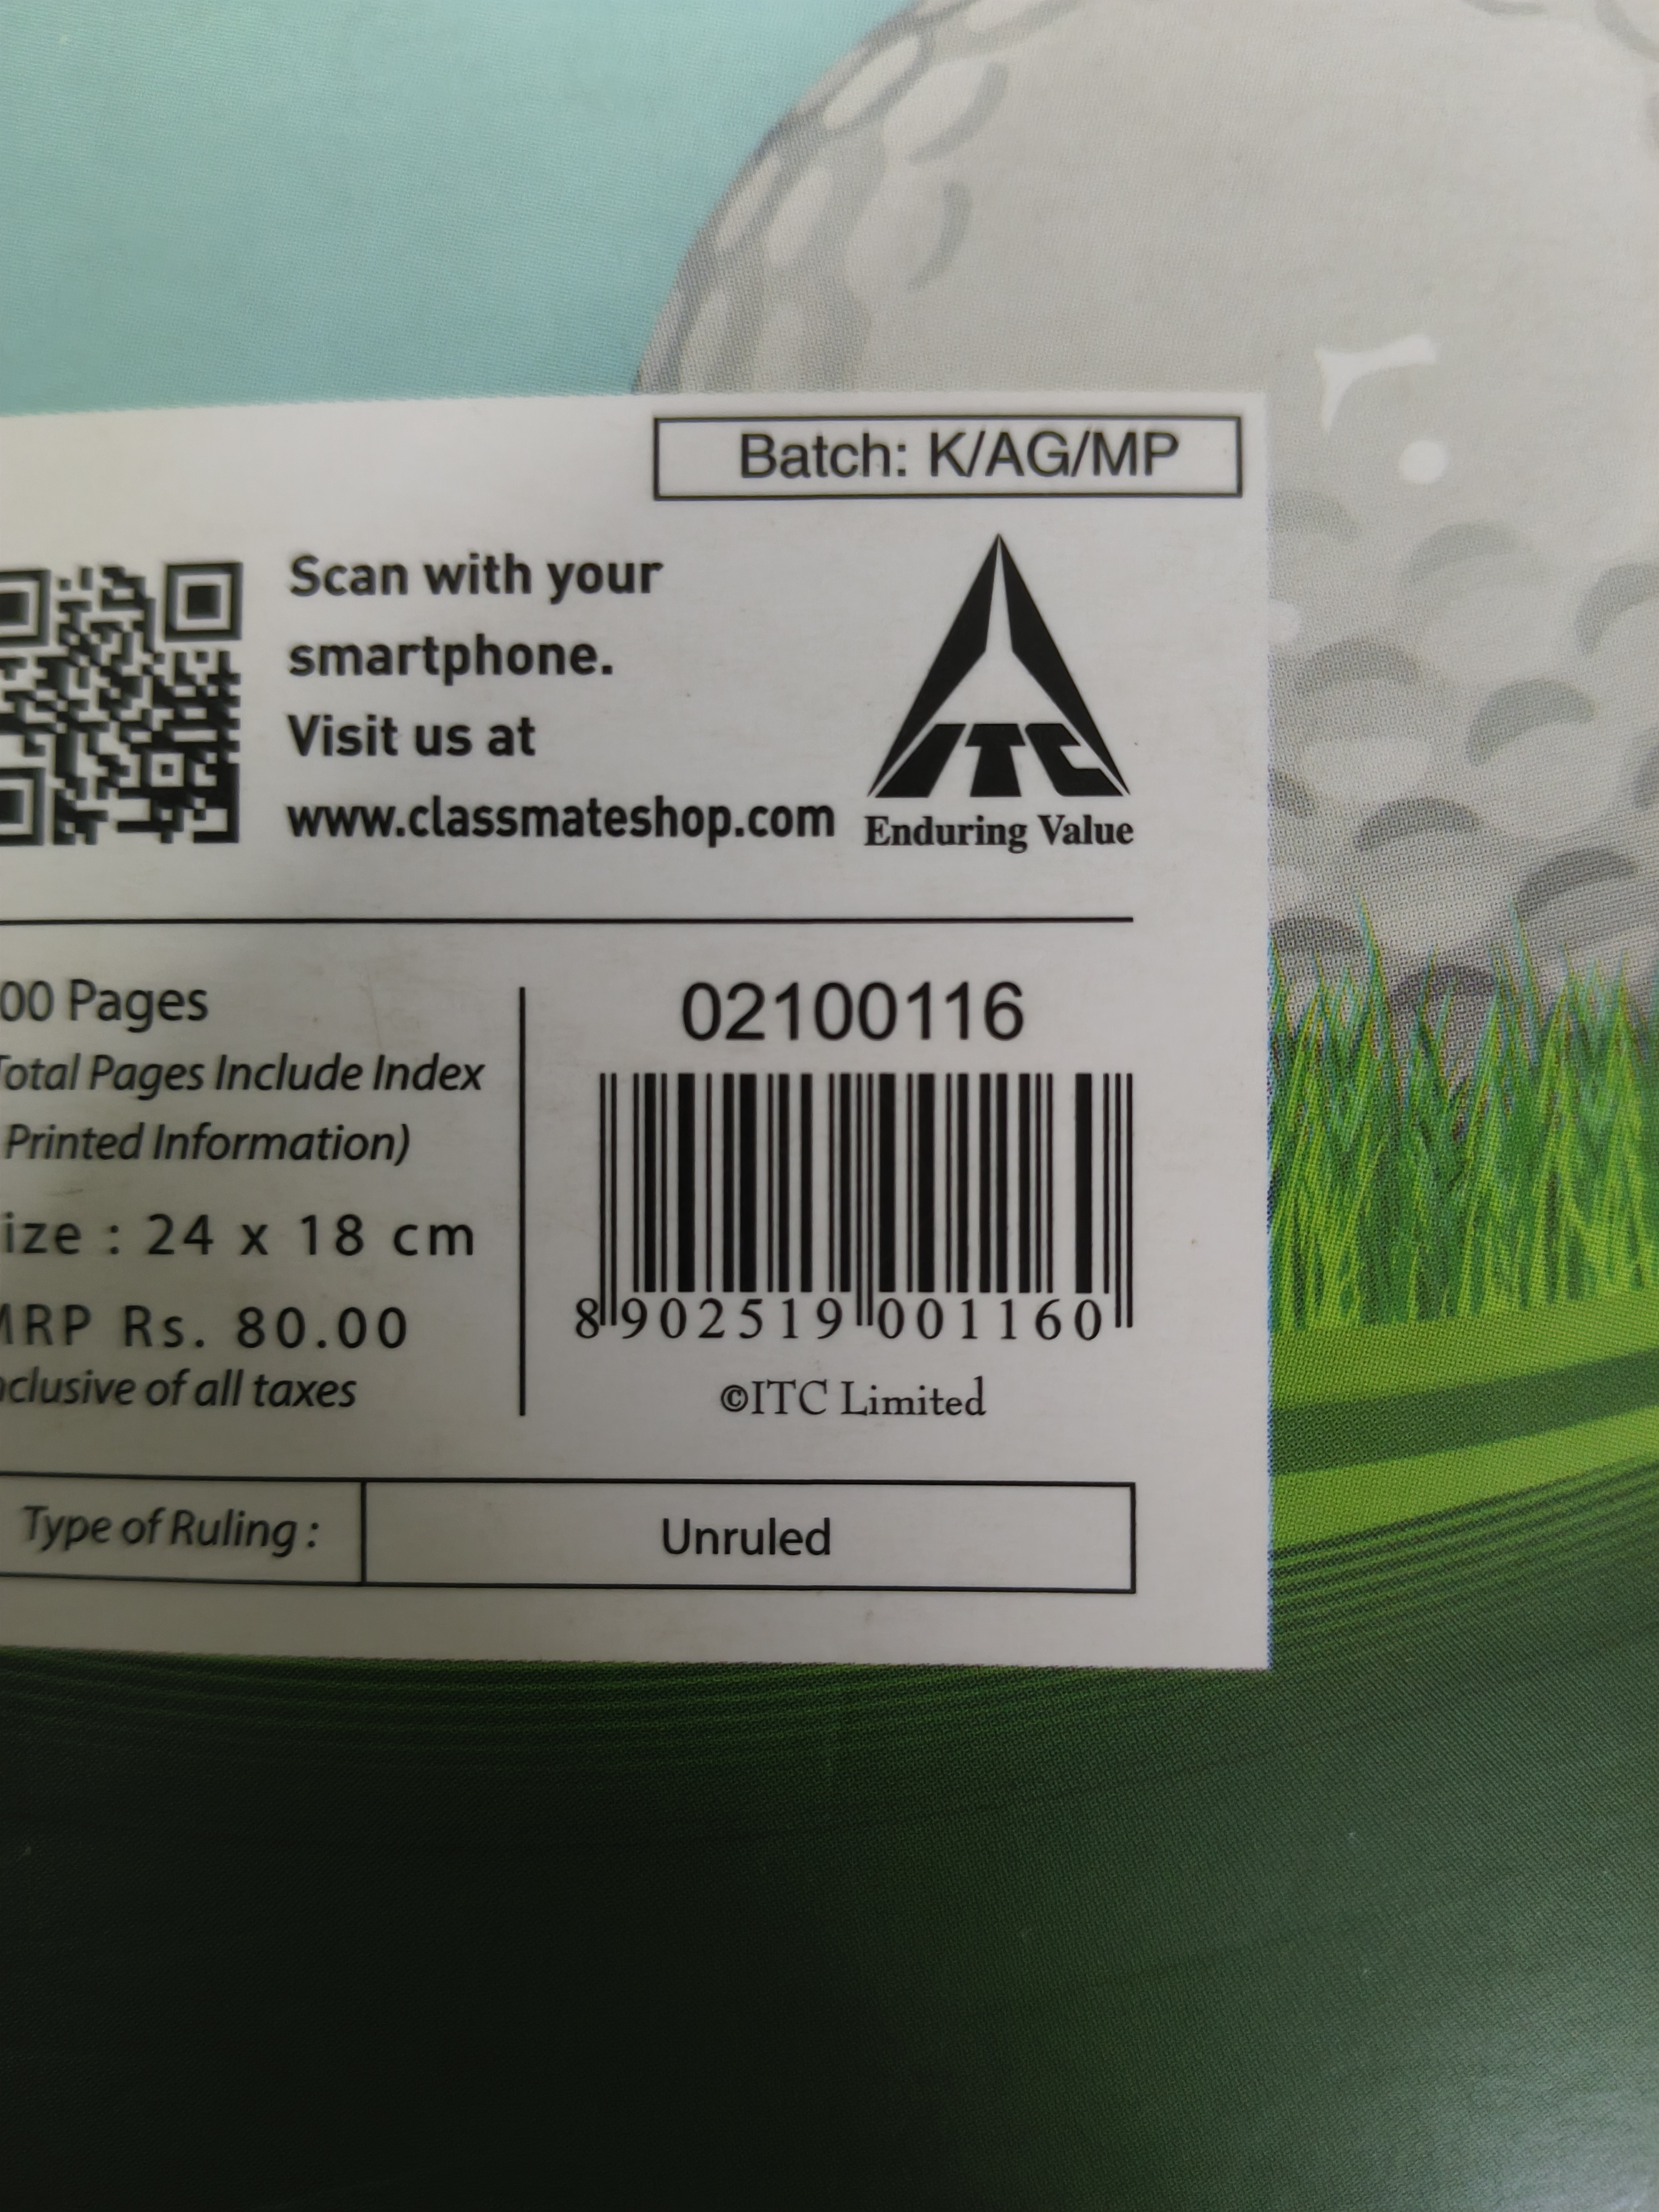 Batch: K/AG/MP
Scan with your
smartphone.
Visit us at
www.classmateshop.com
ITC
Enduring Value
00 Pages
Total Pages Include Index
Printed Information)
ize : 24 x 18 cm
MRP Rs. 80.00
nclusive of all taxes
02100116
8 902519 001160
©ITC Limited
Type of Ruling :
Unruled